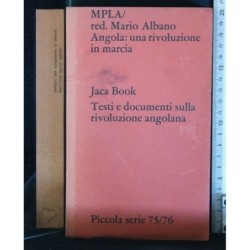 MPLA/
red. Mario Albano
Angola: una rivoluzione
in marcia
Jaca Book
Testi e documenti sulla
rivoluzione angolana
Piccola serie 75/76